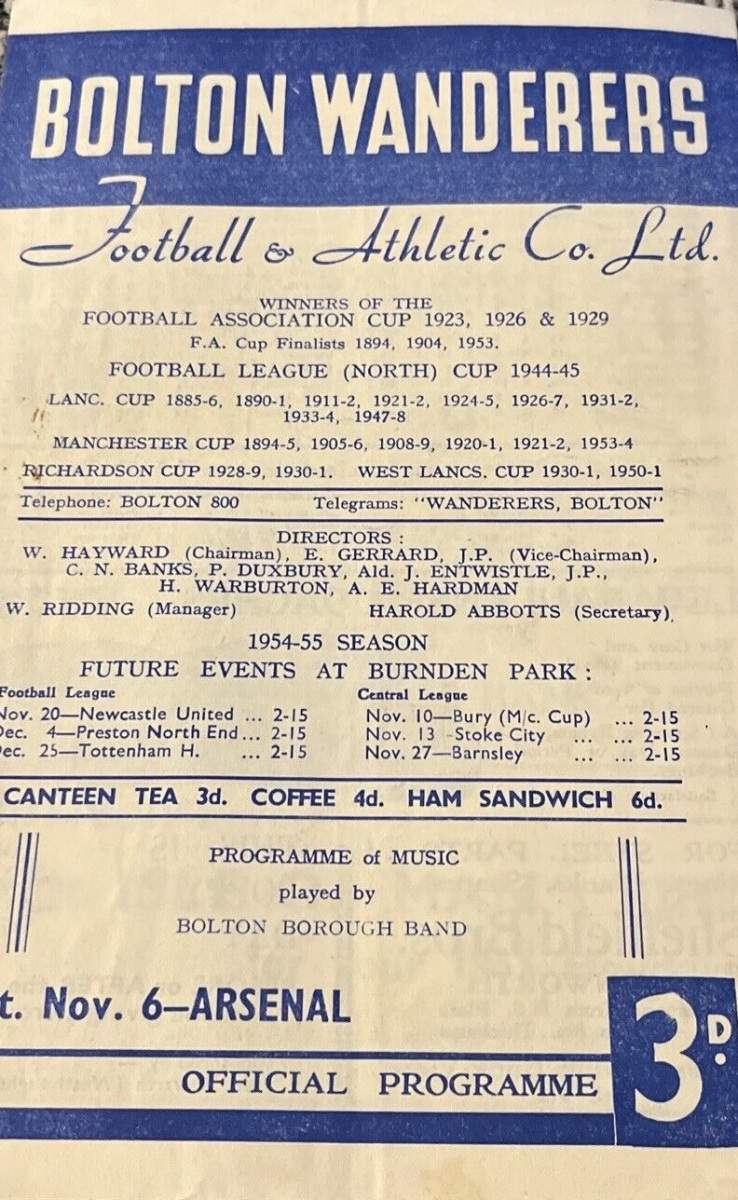 BOLTON WANDERERS
Football & Athletic Co. Ltd.
WINNERS OF THE
FOOTBALL ASSOCIATION CUP 1923, 1926 & 1929
F.A. Cup Finalists 1894, 1904, 1953.
FOOTBALL LEAGUE (NORTH) CUP 1944-45
LANC. CUP 1885-6, 1890-1, 1911-2, 1921-2, 1924-5, 1926-7, 1931-2,
1933-4, 1947-8
MANCHESTER CUP 1894-5, 1905-6, 1908-9, 1920-1, 1921-2, 1953-4
RICHARDSON CUP 1928-9, 1930-1. WEST LANCS. CUP 1930-1, 1950-1
Telephone: BOLTON 800 Telegrams: "WANDERERS, BOLTON"
DIRECTORS :
W. HAYWARD (Chairman), E. GERRARD, J.P. (Vice-Chairman),
C. N. BANKS, P. DUXBURY, Ald. J. ENTWISTLE, J.P.,
H. WARBURTON, A. E. HARDMAN
W. RIDDING (Manager) HAROLD ABBOTTS (Secretary)
1954-55 SEASON
FUTURE EVENTS AT BURNDEN PARK :
Football League Central League
Nov. 20—Newcastle United ... 2-15 Nov. 10—Bury (M/c. Cup) ... 2-15
Dec. 4—Preston North End ... 2-15 Nov. 13 -Stoke City ... ... 2-15
Dec. 25—Tottenham H. ... 2-15 Nov. 27—Barnsley ... ... 2-15
CANTEEN TEA 3d. COFFEE 4d. HAM SANDWICH 6d.
PROGRAMME of MUSIC
played by
BOLTON BOROUGH BAND
t. Nov. 6—ARSENAL
3D.
OFFICIAL PROGRAMME